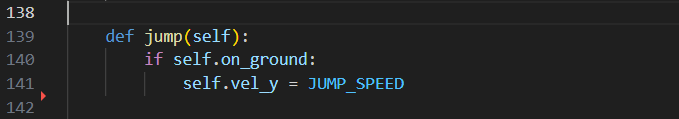 138
139 def jump(self):
140 if self.on_ground:
141 self.vel_y = JUMP_SPEED
142